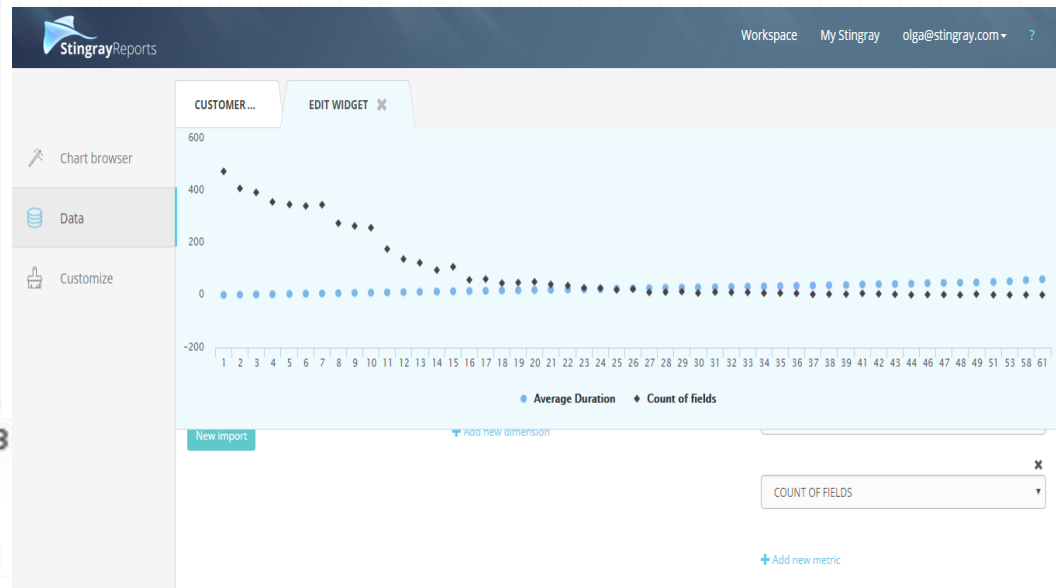 StingrayReports
Workspace My Stingray olga@stingray.com ?
CUSTOMER ...
EDIT WIDGET
Chart browser
Data
Customize
600
400
200
0
-200
1 2 3 4 5 6 7 8 9 10 11 12 13 14 15 16 17 18 19 20 21 22 23 24 25 26 27 28 29 30 31 32 33 34 35 36 37 38 39 41 42 43 44 46 47 48 49 51 53 58 61
Average Duration Count of fields
New import
Add new dimension
COUNT OF FIELDS
Add new metric